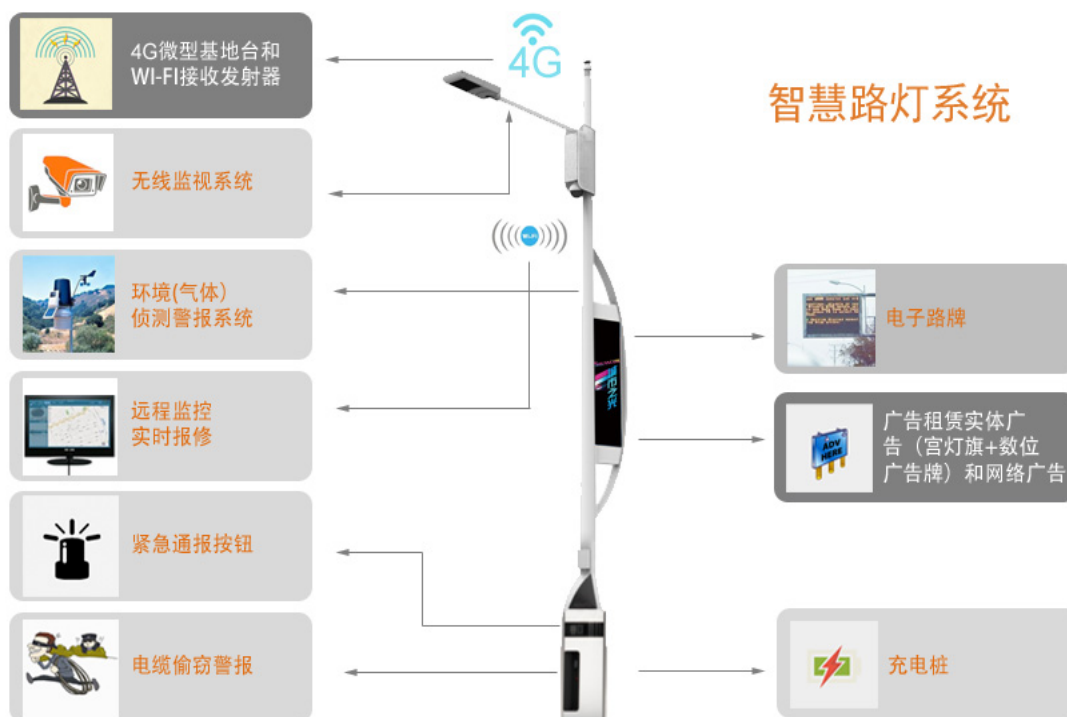 智慧路灯系统
4G
4G微型基地台和
WI-FI接收发射器
无线监视系统
WI-FI
环境(气体)
侦测警报系统
远程监控
实时报修
紧急通报按钮
电缆偷窃警报
电子路牌
ADV
HERE
广告租赁实体广
告（宫灯旗+数位
广告牌）和网络广告
充电桩